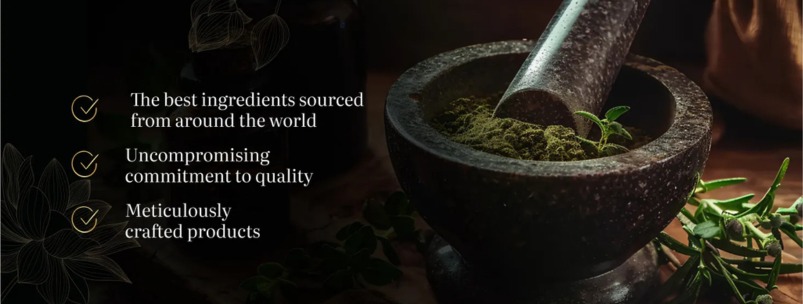 The best ingredients sourced
from around the world
Uncompromising
commitment to quality
Meticulously
crafted products